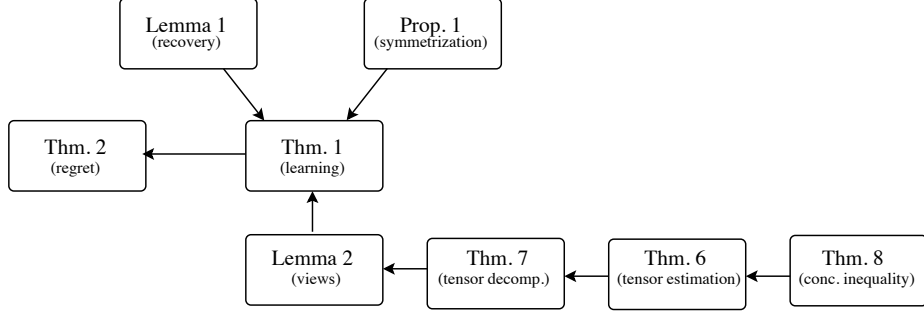 Lemma 1
(recovery)
Prop. 1
(symmetrization)
Thm. 2
(regret)
Thm. 1
(learning)
Lemma 2
(views)
Thm. 7
(tensor decomp.)
Thm. 6
(tensor estimation)
Thm. 8
(conc. inequality)